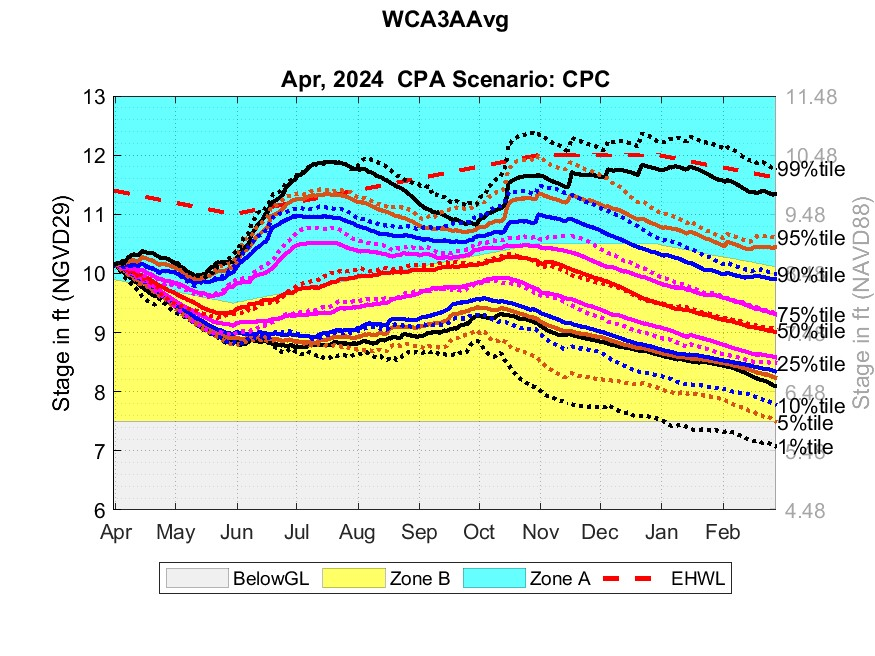 WCA3AAvg
Apr, 2024 CPA Scenario: CPC
Stage in ft (NGVD29)
13
12
11
10
9
8
7
6
Apr May Jun Jul Aug Sep Oct Nov Dec Jan Feb
11.48
10.48
9.48
6.48
5.48
4.48
Stage in ft (NAVD88)
99%tile
95%tile
90%tile
75%tile
50%tile
25%tile
10%tile
5%tile
1%tile
BelowGL Zone B Zone A EHWL